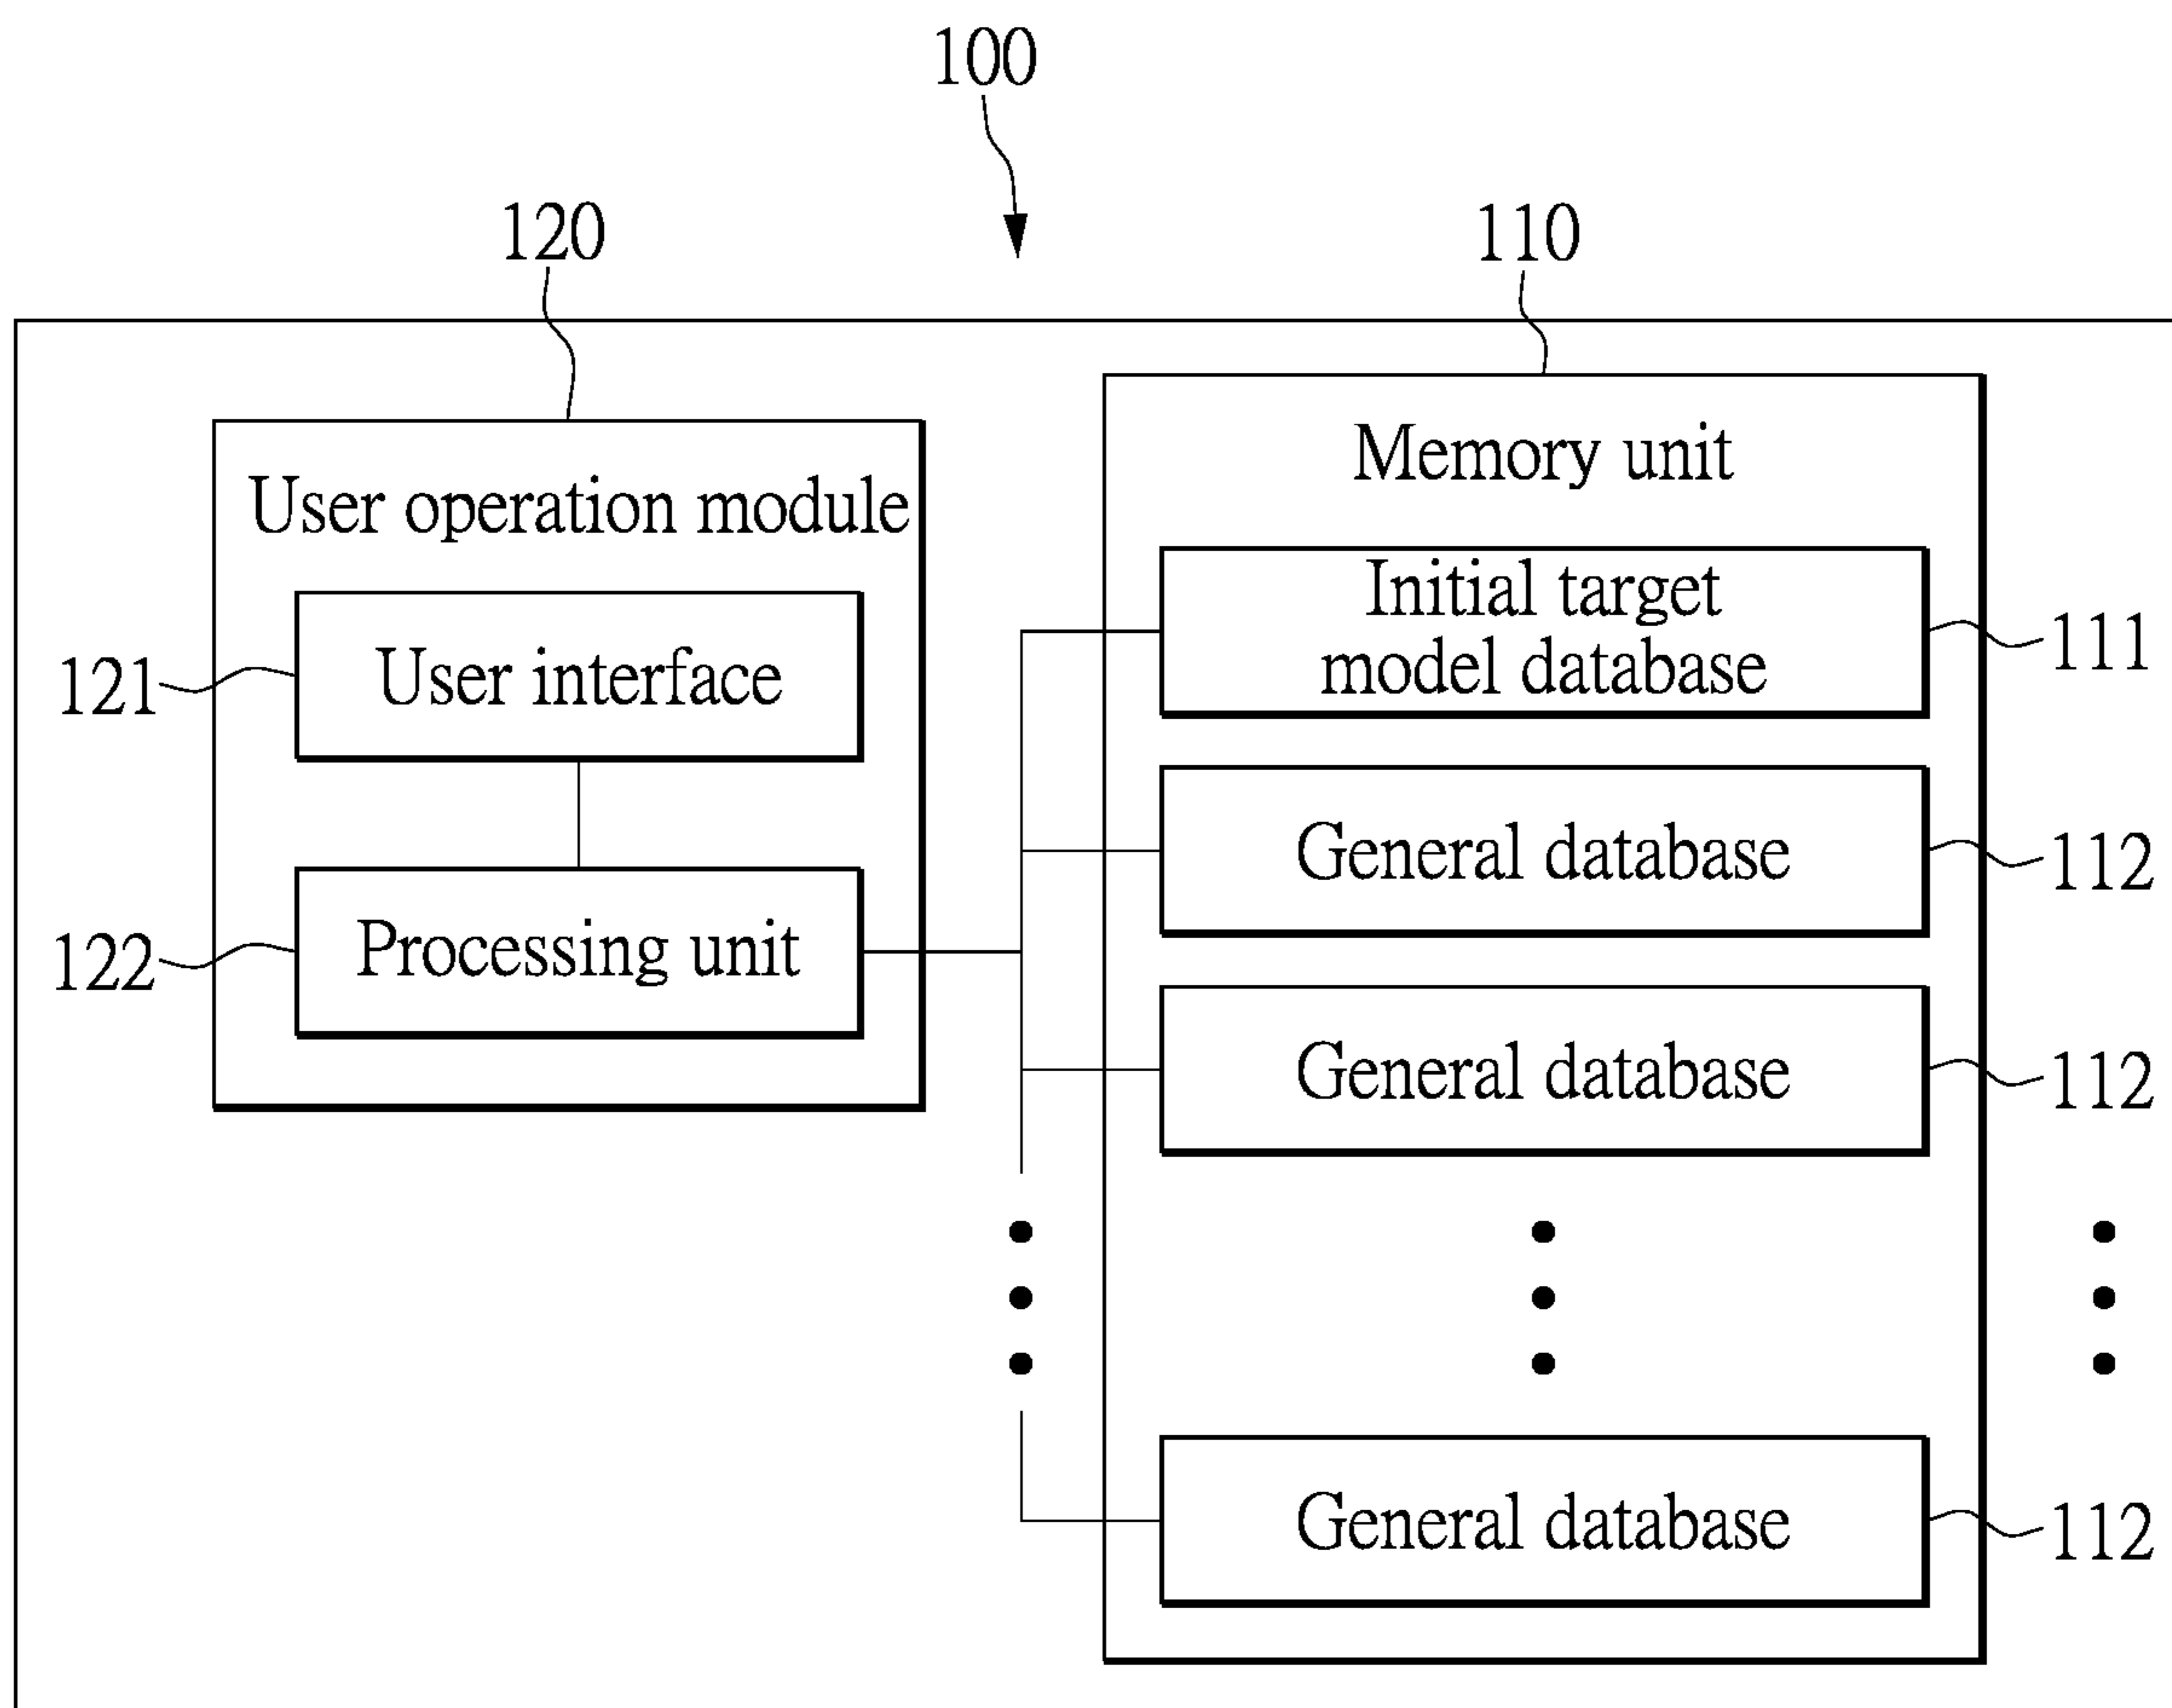 100
120
110
Memory unit
User operation module
Initial target
model database
111
User interface
121
General database
112
Processing unit
122
General database
112
General database
112